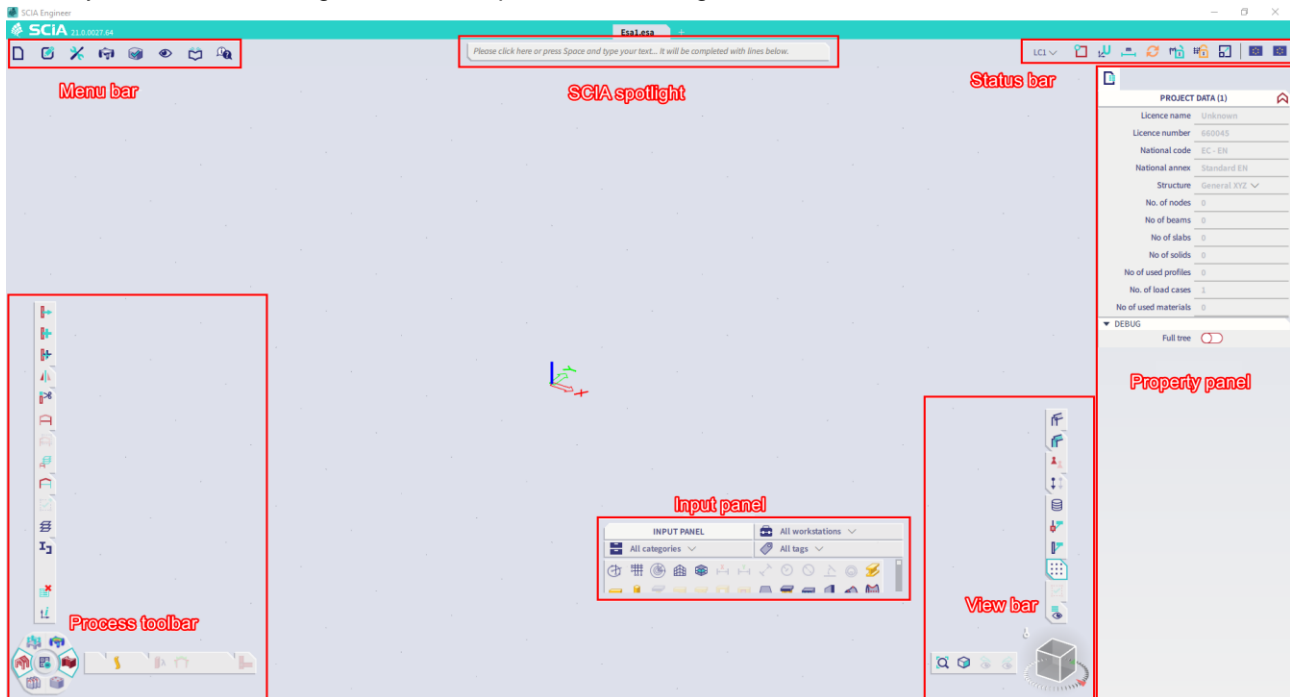 SCIA Engineer
SCIA 21.0.0027.64
Esa1.esa +
Please click here or press Space and type your text... It will be completed with lines below.
LC1
Menu bar
SCIA spotlight
Status bar
PROJECT DATA (1)
Licence name Unknown
Licence number 660045
National code EC - EN
National annex Standard EN
Structure General XYZ
No. of nodes 0
No of beams 0
No of slabs 0
No of solids 0
No of used profiles 0
No. of load cases 1
No of used materials 0
DEBUG
Full tree
Property panel
Y
X
Input panel
INPUT PANEL All workstations
All categories All tags
View bar
Process toolbar